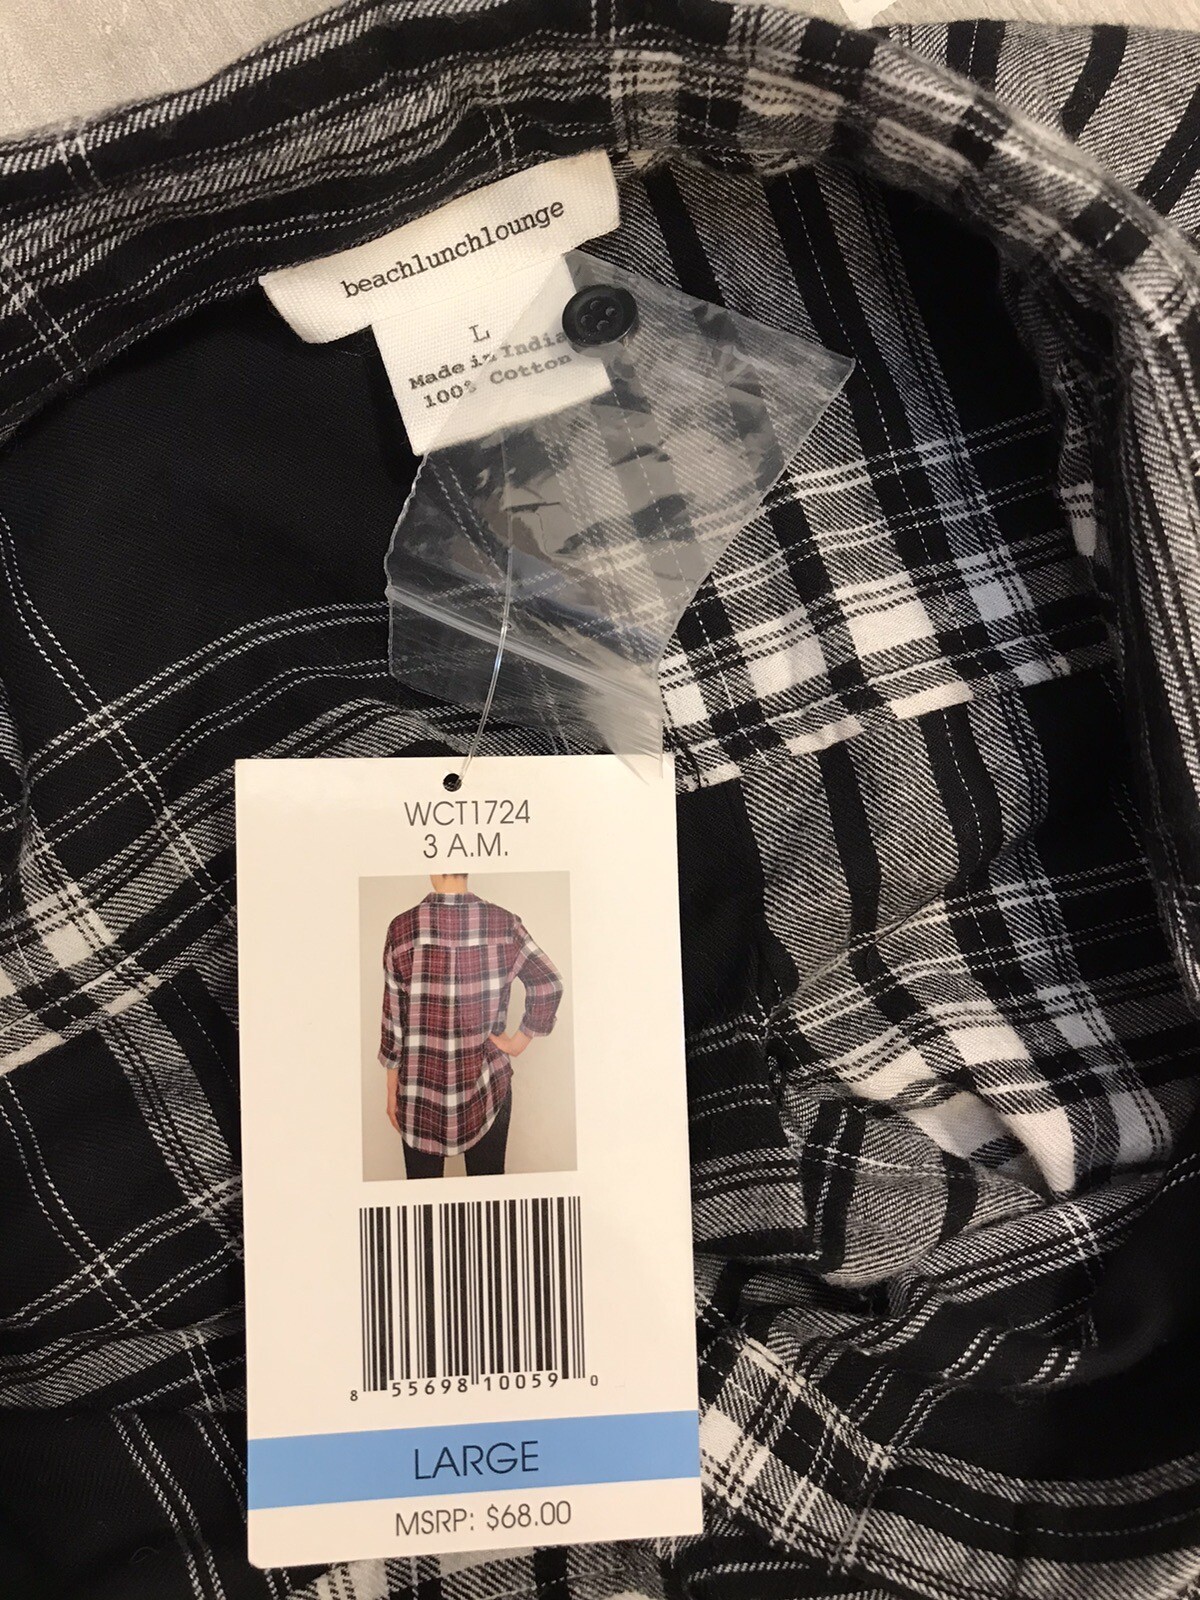 beachlunchlounge
L
Made in India
100% Cotton
WCT1724
3 A.M.
8 55698 10059 0
LARGE
MSRP: $68.00